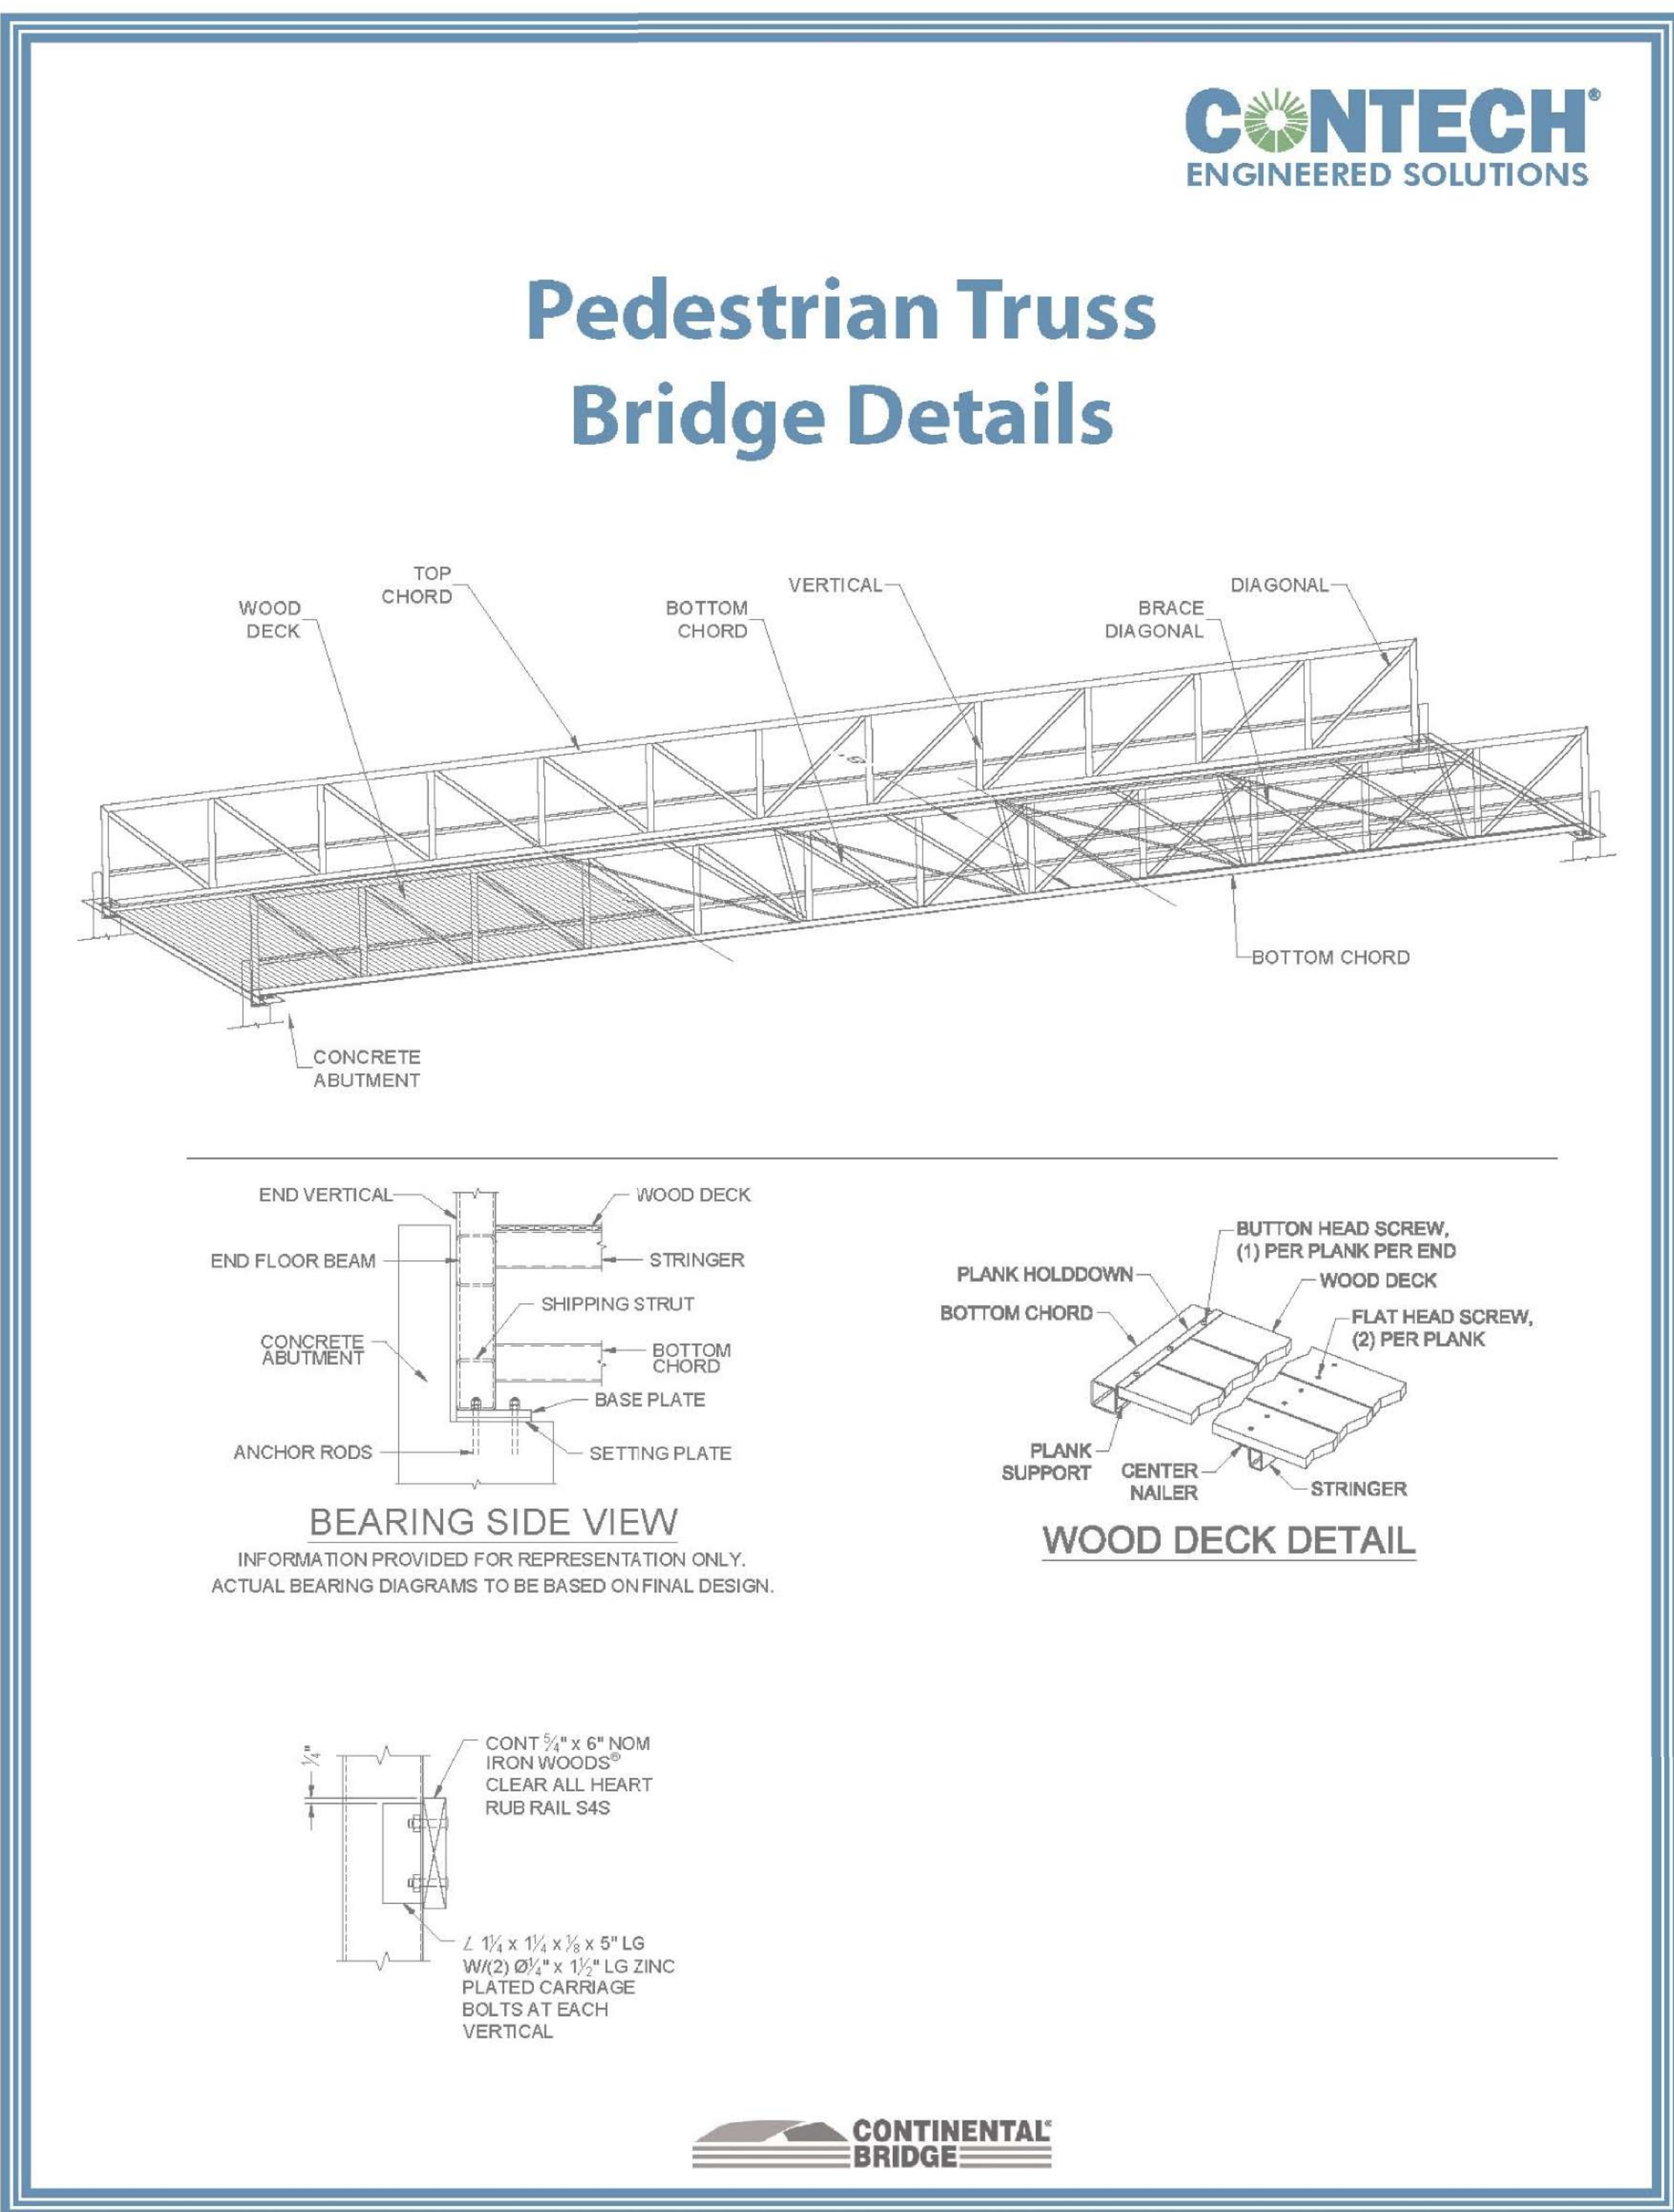 CONTECH®
ENGINEERED SOLUTIONS
Pedestrian Truss
Bridge Details
TOP
CHORD
WOOD
DECK
BOTTOM
CHORD
VERTICAL
BRACE
DIAGONAL
DIAGONAL
BOTTOM CHORD
CONCRETE
ABUTMENT
END VERTICAL
WOOD DECK
END FLOOR BEAM
STRINGER
SHIPPING STRUT
CONCRETE
ABUTMENT
BOTTOM
CHORD
BASE PLATE
ANCHOR RODS
SETTING PLATE
BEARING SIDE VIEW
INFORMATION PROVIDED FOR REPRESENTATION ONLY.
ACTUAL BEARING DIAGRAMS TO BE BASED ON FINAL DESIGN.
BUTTON HEAD SCREW,
(1) PER PLANK PER END
PLANK HOLDDOWN
WOOD DECK
BOTTOM CHORD
FLAT HEAD SCREW,
(2) PER PLANK
PLANK
SUPPORT
CENTER
NAILER
STRINGER
WOOD DECK DETAIL
¼"
CONT 5⁄4" x 6" NOM
IRON WOODS®
CLEAR ALL HEART
RUB RAIL S4S
∠ 1¼ x 1¼ x ⅛ x 5" LG
W/(2) Ø¼" x 1½" LG ZINC
PLATED CARRIAGE
BOLTS AT EACH
VERTICAL
CONTINENTAL®
BRIDGE